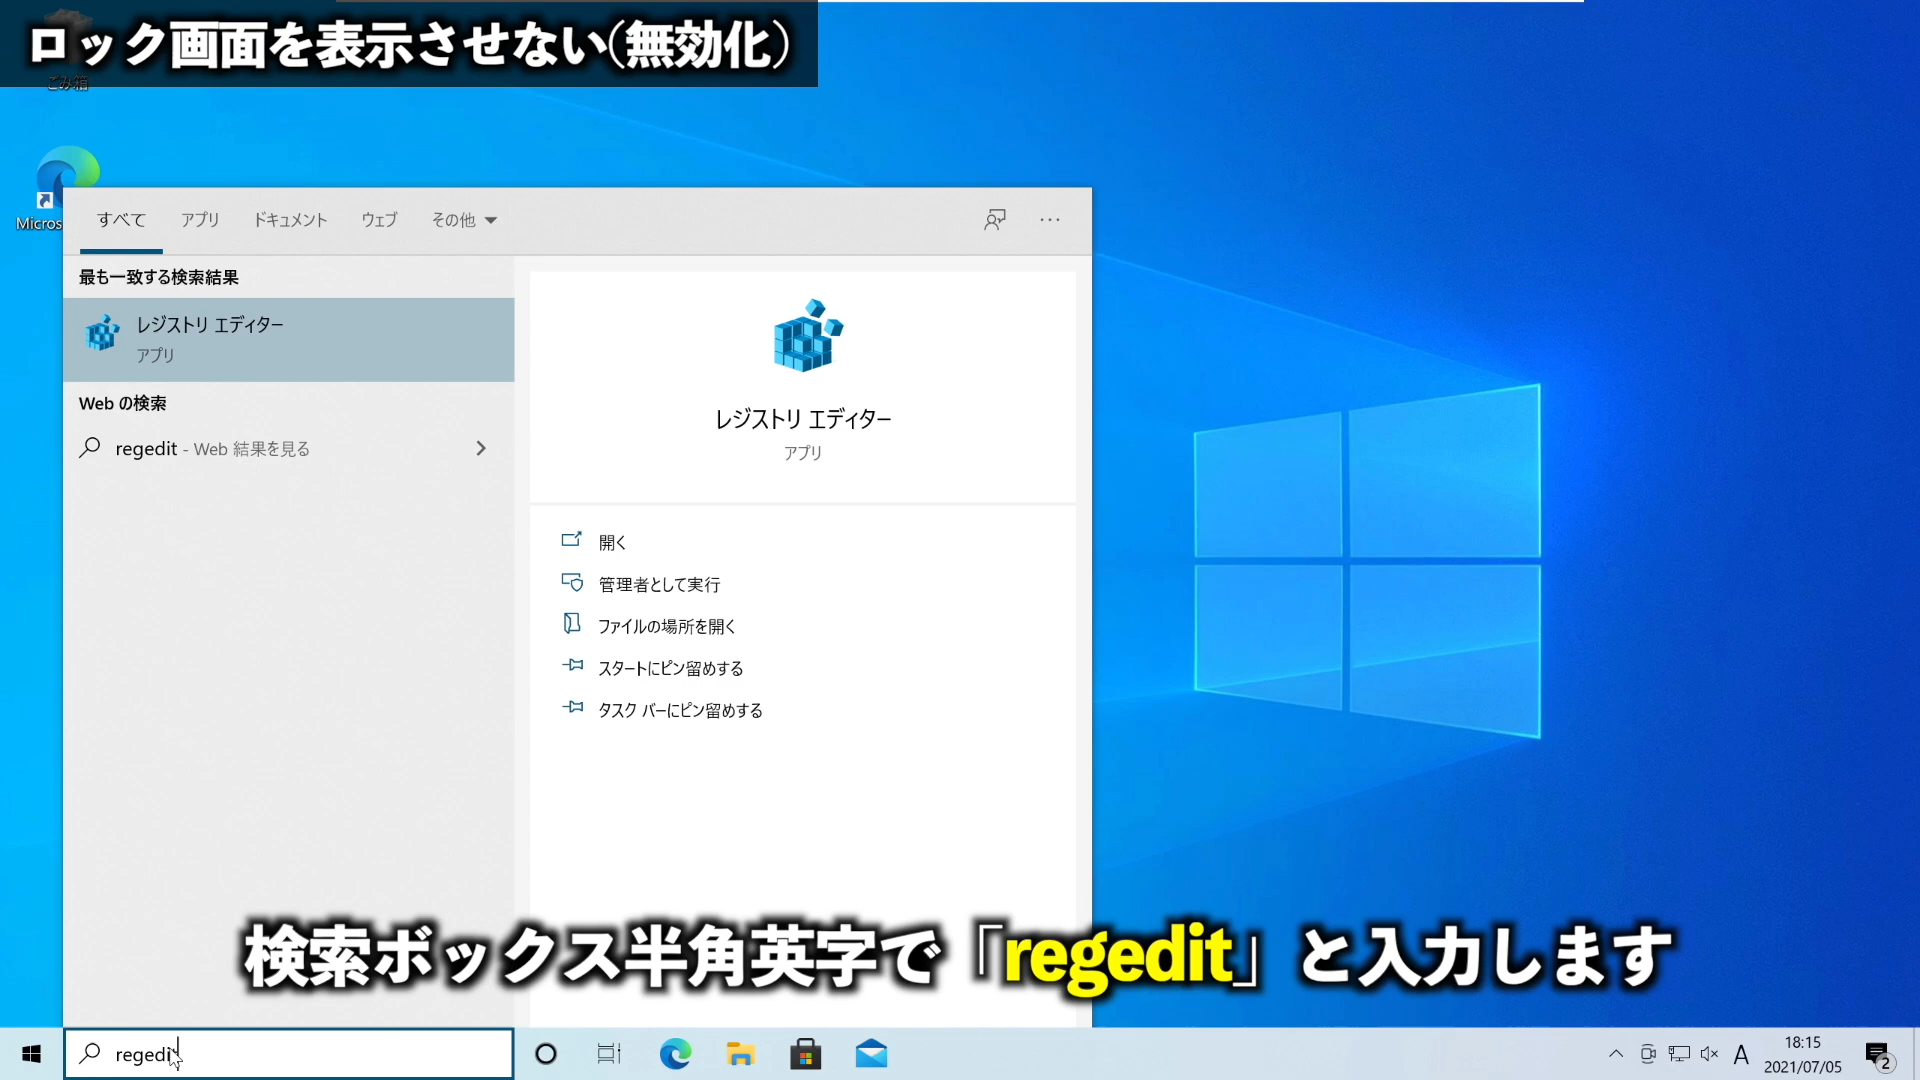 ロック画面を表示させない(無効化)
ごみ箱
Micros
すべて
アプリ
ドキュメント
ウェブ
その他
最も一致する検索結果
レジストリ エディター
アプリ
Web の検索
regedit - Web 結果を見る
レジストリ エディター
アプリ
開く
管理者として実行
ファイルの場所を開く
スタートにピン留めする
タスク バーにピン留めする
検索ボックス半角英字で「regedit」と入力します
regedit
A
18:15
2021/07/05
2